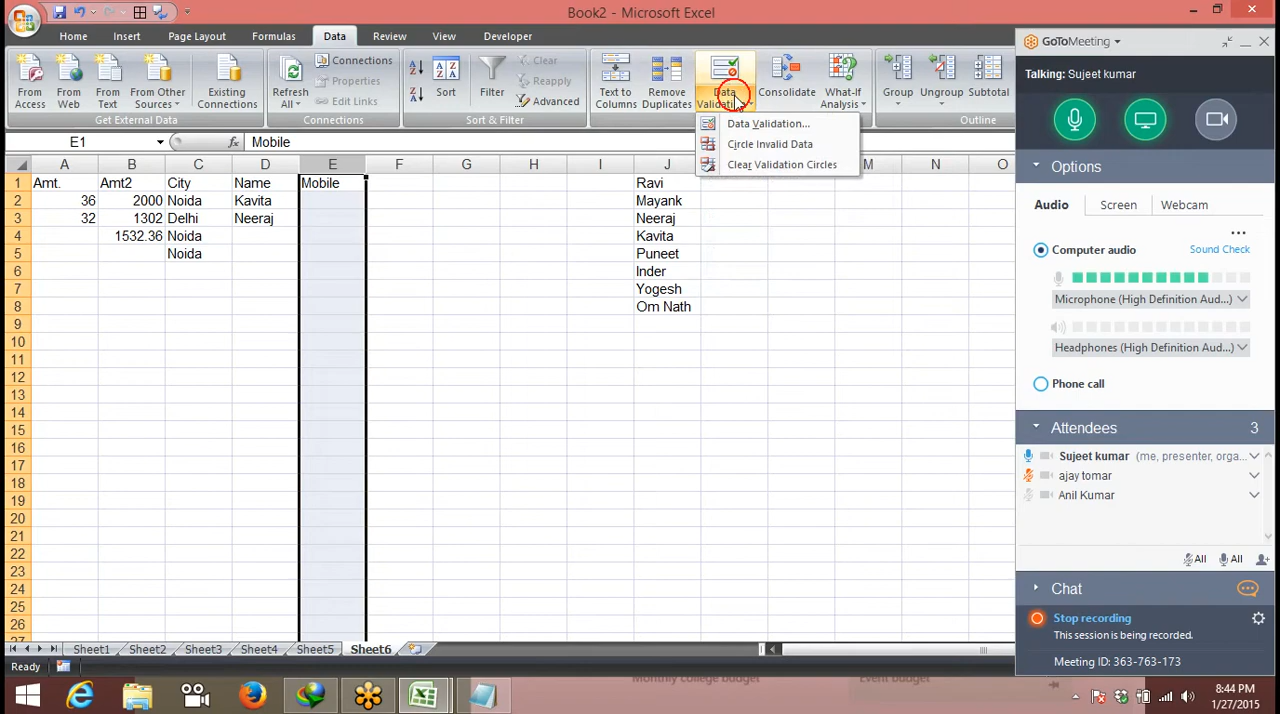 Book2 - Microsoft Excel
Home Insert Page Layout Formulas Data Review View Developer
From Access
From Web
From Other Sources
Existing Connections
Get External Data
Refresh All
Connections
Properties
Edit Links
Connections
Sort
Filter
Clear
Reapply
Advanced
Sort & Filter
Text to Columns
Remove Duplicates
Data Validation
Consolidate
What-If Analysis
Group
Ungroup
Subtotal
Outline
Data Validation...
Circle Invalid Data
Clear Validation Circles
E1 fx Mobile
A B C D E F G H I J M N O
1 Amt. Amt2 City Name Mobile Ravi
2 36 2000 Noida Kavita Mayank
3 32 1302 Delhi Neeraj Neeraj
4 1532.36 Noida Kavita
5 Noida Puneet
6 Inder
7 Yogesh
8 Om Nath
9
10
11
12
13
14
15
16
17
18
19
20
21
22
23
24
25
26
27
Sheet1 Sheet2 Sheet3 Sheet4 Sheet5 Sheet6
Ready
GoToMeeting
Talking: Sujeet kumar
Options
Audio Screen Webcam
Computer audio Sound Check
Microphone (High Definition Aud...)
Headphones (High Definition Aud...)
Phone call
Attendees 3
Sujeet kumar (me, presenter, orga...
ajay tomar
Anil Kumar
All All
Chat
Stop recording
This session is being recorded.
Meeting ID: 363-763-173
Monthly college budget Event budget
8:44 PM
1/27/2015